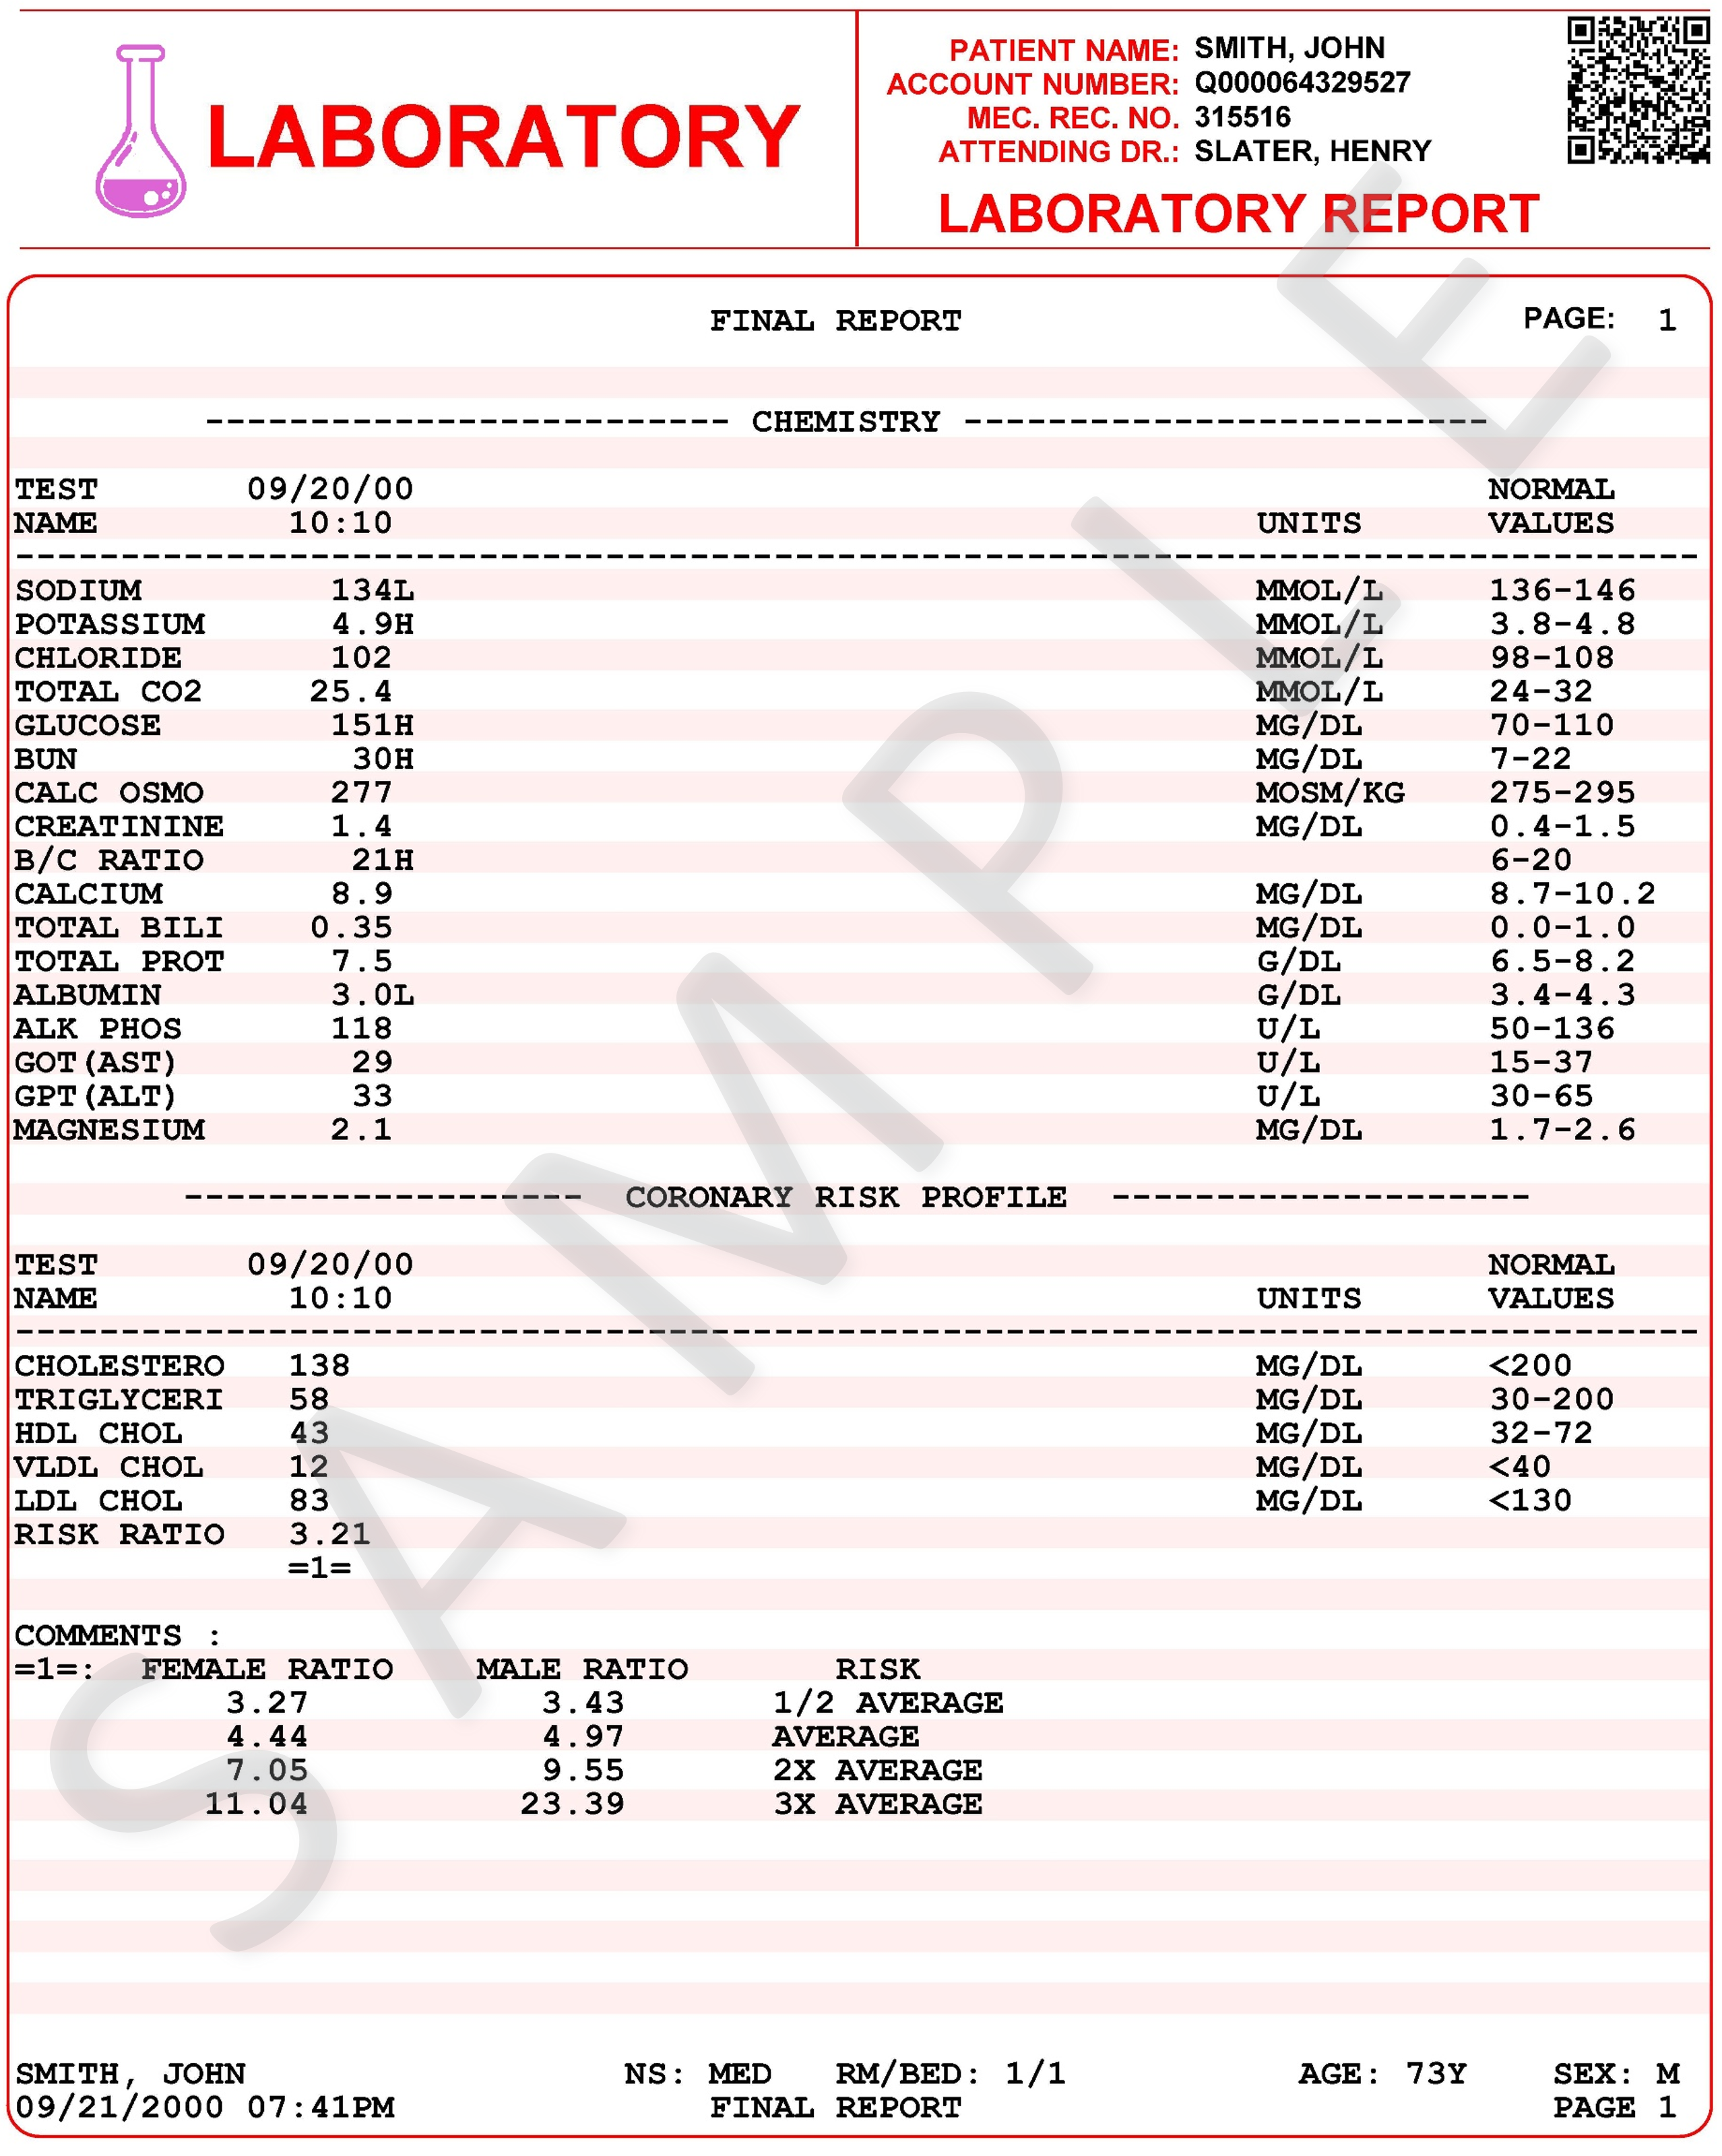 LABORATORY
PATIENT NAME: SMITH, JOHN
ACCOUNT NUMBER: Q000064329527
MEC. REC. NO. 315516
ATTENDING DR.: SLATER, HENRY
LABORATORY REPORT
FINAL REPORT PAGE: 1
------------------------- CHEMISTRY -------------------------
TEST 09/20/00 NORMAL
NAME 10:10 UNITS VALUES
SODIUM 134L MMOL/L 136-146
POTASSIUM 4.9H MMOL/L 3.8-4.8
CHLORIDE 102 MMOL/L 98-108
TOTAL CO2 25.4 MMOL/L 24-32
GLUCOSE 151H MG/DL 70-110
BUN 30H MG/DL 7-22
CALC OSMO 277 MOSM/KG 275-295
CREATININE 1.4 MG/DL 0.4-1.5
B/C RATIO 21H 6-20
CALCIUM 8.9 MG/DL 8.7-10.2
TOTAL BILI 0.35 MG/DL 0.0-1.0
TOTAL PROT 7.5 G/DL 6.5-8.2
ALBUMIN 3.0L G/DL 3.4-4.3
ALK PHOS 118 U/L 50-136
GOT(AST) 29 U/L 15-37
GPT(ALT) 33 U/L 30-65
MAGNESIUM 2.1 MG/DL 1.7-2.6
------------------- CORONARY RISK PROFILE --------------------
TEST 09/20/00 NORMAL
NAME 10:10 UNITS VALUES
CHOLESTERO 138 MG/DL <200
TRIGLYCERI 58 MG/DL 30-200
HDL CHOL 43 MG/DL 32-72
VLDL CHOL 12 MG/DL <40
LDL CHOL 83 MG/DL <130
RISK RATIO 3.21
=1=
COMMENTS :
=1=: FEMALE RATIO MALE RATIO RISK
3.27 3.43 1/2 AVERAGE
4.44 4.97 AVERAGE
7.05 9.55 2X AVERAGE
11.04 23.39 3X AVERAGE
SMITH, JOHN NS: MED RM/BED: 1/1 AGE: 73Y SEX: M
09/21/2000 07:41PM FINAL REPORT PAGE 1
SAMPLE